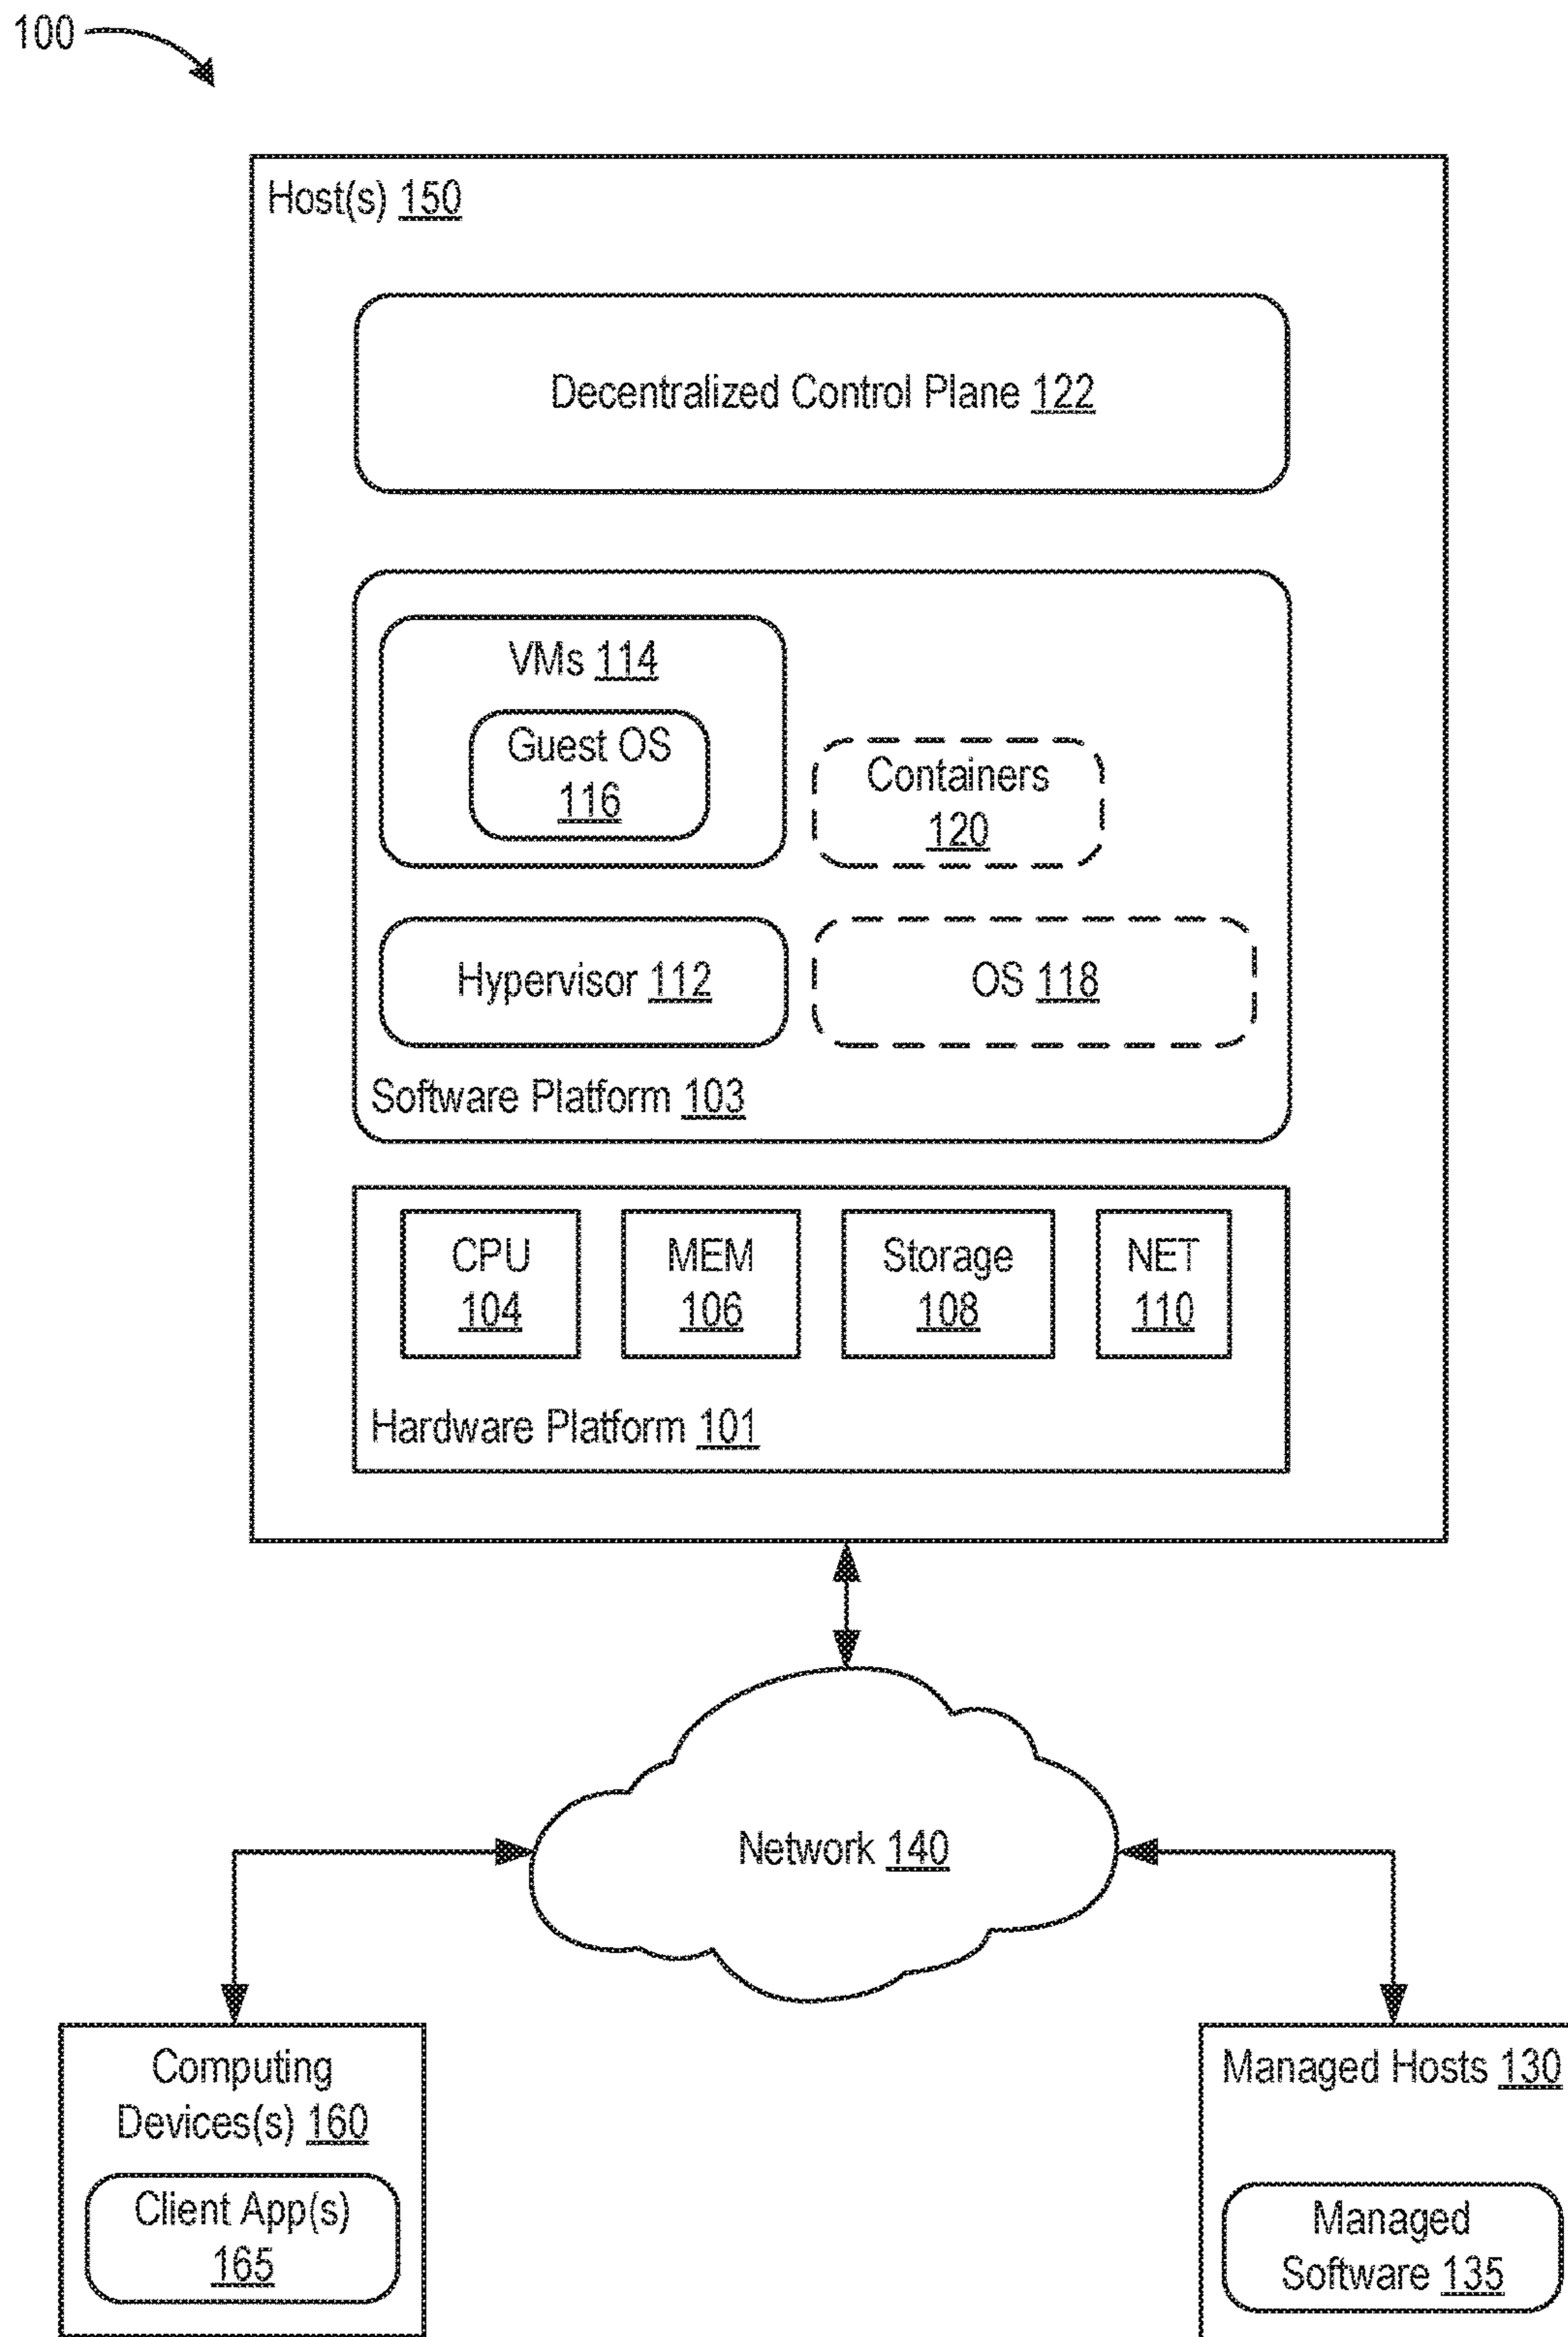 100
Host(s) 150
Decentralized Control Plane 122
VMs 114
Guest OS
116
Containers
120
Hypervisor 112
OS 118
Software Platform 103
CPU
104
MEM
106
Storage
108
NET
110
Hardware Platform 101
Network 140
Computing
Devices(s) 160
Client App(s)
165
Managed Hosts 130
Managed
Software 135